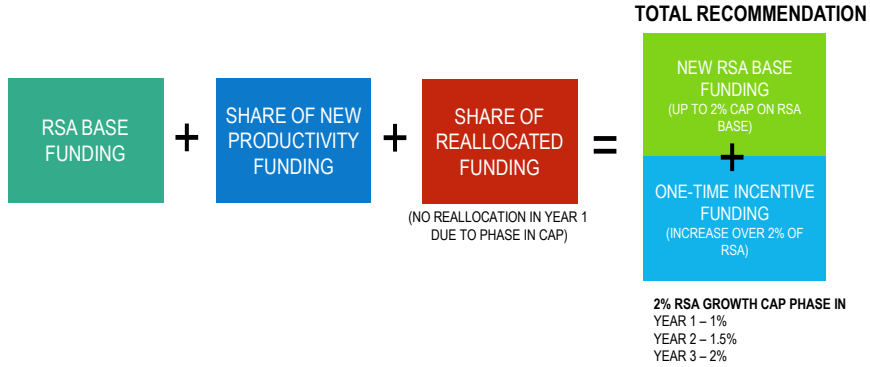 TOTAL RECOMMENDATION
RSA BASE
FUNDING
+
SHARE OF NEW
PRODUCTIVITY
FUNDING
+
SHARE OF
REALLOCATED
FUNDING
(NO REALLOCATION IN YEAR 1
DUE TO PHASE IN CAP)
=
NEW RSA BASE
FUNDING
(UP TO 2% CAP ON RSA
BASE)
+
ONE-TIME INCENTIVE
FUNDING
(INCREASE OVER 2% OF
RSA)
2% RSA GROWTH CAP PHASE IN
YEAR 1 – 1%
YEAR 2 – 1.5%
YEAR 3 – 2%